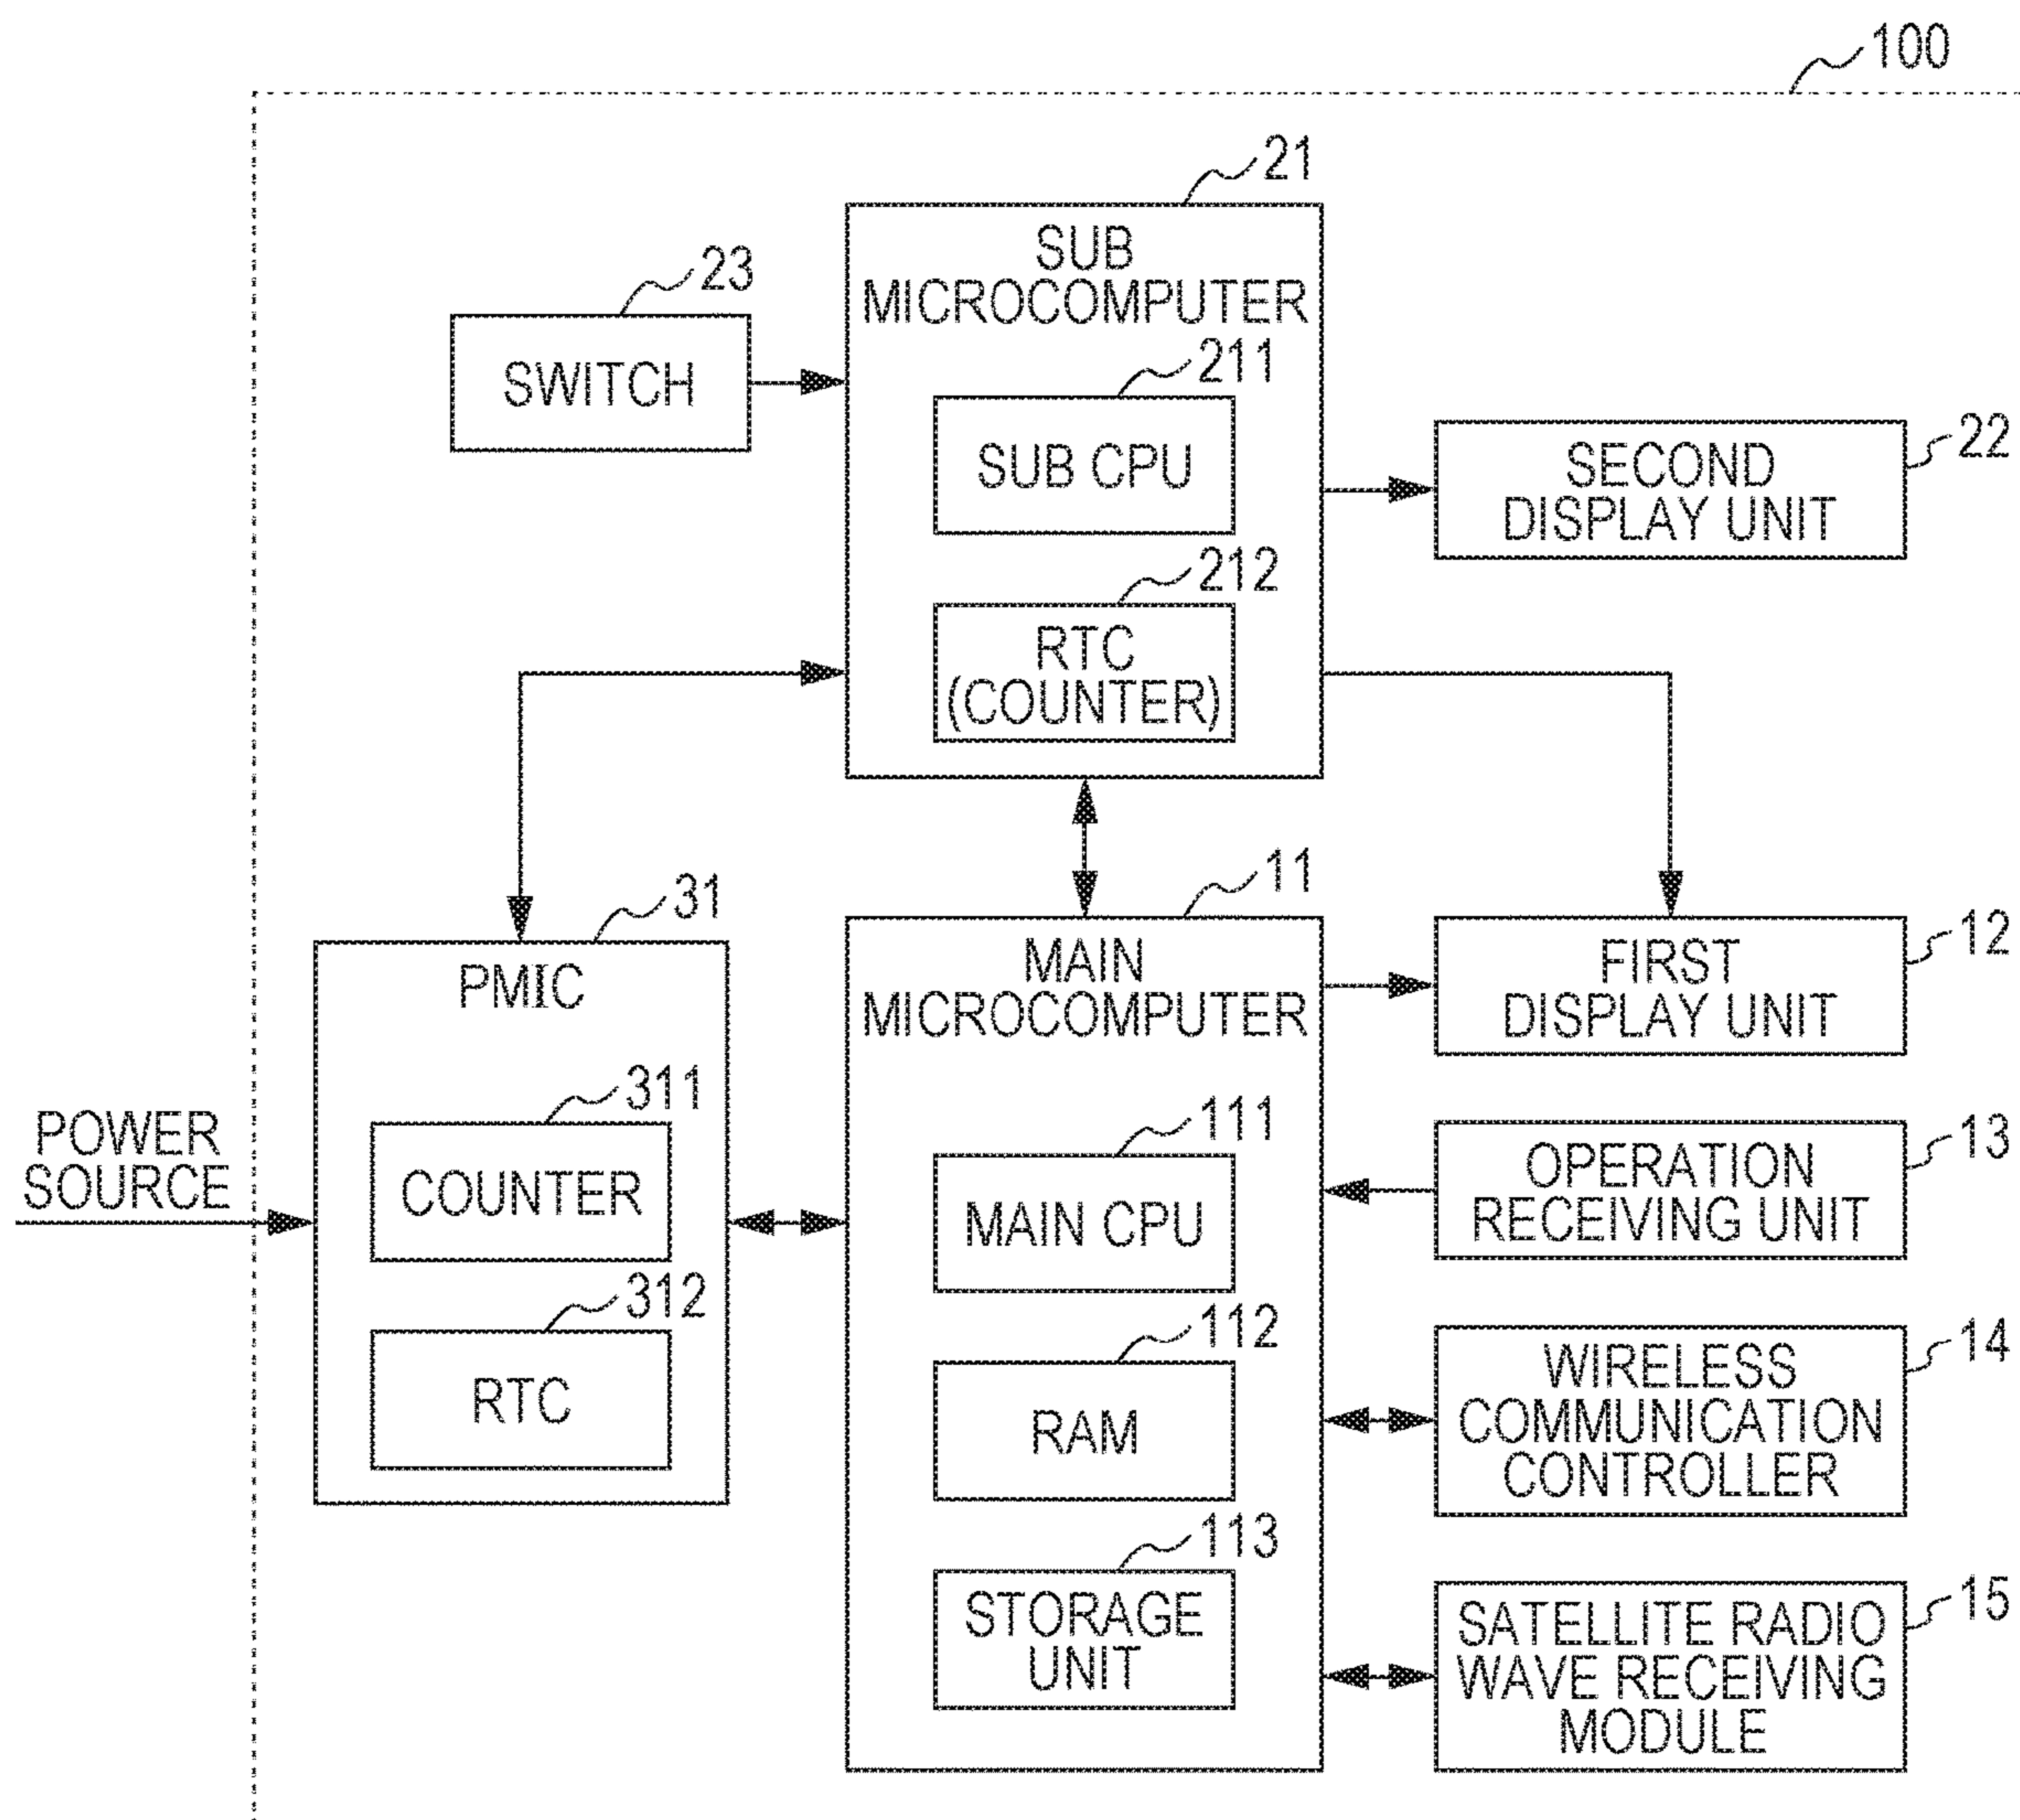 100
21
SUB
MICROCOMPUTER
23
SWITCH
211
SUB CPU
22
SECOND
DISPLAY UNIT
212
RTC
(COUNTER)
31
PMIC
11
MAIN
MICROCOMPUTER
12
FIRST
DISPLAY UNIT
POWER
SOURCE
311
COUNTER
111
MAIN CPU
13
OPERATION
RECEIVING UNIT
312
RTC
112
RAM
14
WIRELESS
COMMUNICATION
CONTROLLER
113
STORAGE
UNIT
15
SATELLITE RADIO
WAVE RECEIVING
MODULE